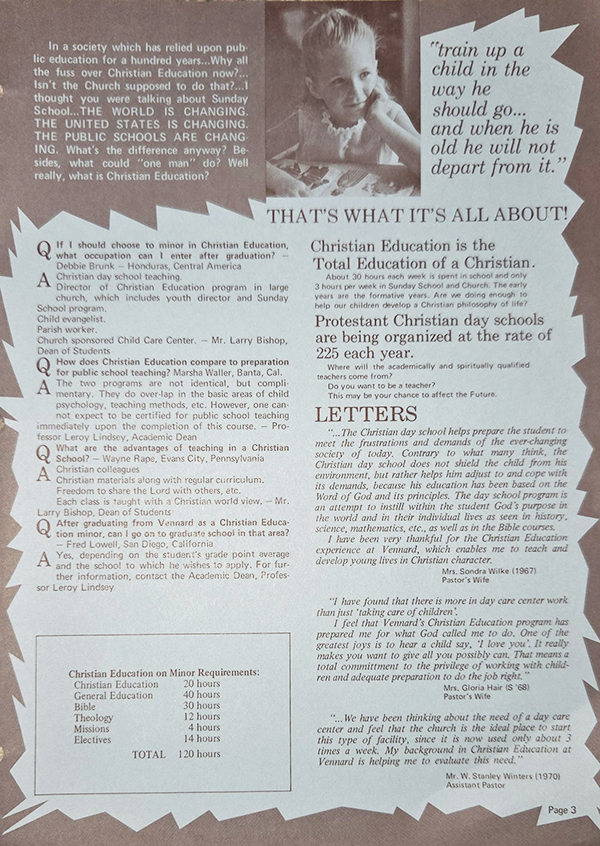 In a society which has relied upon pub-
lic education for a hundred years...Why all
the fuss over Christian Education now?...
Isn't the Church supposed to do that?...I
thought you were talking about Sunday
School...THE WORLD IS CHANGING.
THE UNITED STATES IS CHANGING.
THE PUBLIC SCHOOLS ARE CHANG-
ING. What's the difference anyway? Be-
sides, what could "one man" do? Well
really, what is Christian Education?
"train up a
child in the
way he
should go...
and when he is
old he will not
depart from it."
THAT'S WHAT IT'S ALL ABOUT!
Q If I should choose to minor in Christian Education,
what occupation can I enter after graduation? —
Debbie Brunk — Honduras, Central America
A Christian day school teaching.
Director of Christian Education program in large
church, which includes youth director and Sunday
School program.
Child evangelist.
Parish worker.
Church sponsored Child Care Center. — Mr. Larry Bishop,
Dean of Students
Q How does Christian Education compare to preparation
for public school teaching? Marsha Waller, Banta, Cal.
A The two programs are not identical, but compli-
mentary. They do over-lap in the basic areas of child
psychology, teaching methods, etc. However, one can-
not expect to be certified for public school teaching
immediately upon the completion of this course. — Pro-
fessor Leroy Lindsey, Academic Dean
Q What are the advantages of teaching in a Christian
School? — Wayne Rape, Evans City, Pennsylvania
A Christian colleagues
Christian materials along with regular curriculum.
Freedom to share the Lord with others, etc.
Each class is taught with a Christian world view. — Mr.
Larry Bishop, Dean of Students
Q After graduating from Vennard as a Christian Educa-
tion minor, can I go on to graduate school in that area?
— Fred Lowell, San Diego, California
A Yes, depending on the student's grade point average
and the school to which he wishes to apply. For fur-
ther information, contact the Academic Dean, Profes-
sor Leroy Lindsey
Christian Education on Minor Requirements:
Christian Education 20 hours
General Education 40 hours
Bible 30 hours
Theology 12 hours
Missions 4 hours
Electives 14 hours
TOTAL 120 hours
Christian Education is the
Total Education of a Christian.
About 30 hours each week is spent in school and only
3 hours per week in Sunday School and Church. The early
years are the formative years. Are we doing enough to
help our children develop a Christian philosophy of life?
Protestant Christian day schools
are being organized at the rate of
225 each year.
Where will the academically and spiritually qualified
teachers come from?
Do you want to be a teacher?
This may be your chance to affect the Future.
LETTERS
"...The Christian day school helps prepare the student to
meet the frustrations and demands of the ever-changing
society of today. Contrary to what many think, the
Christian day school does not shield the child from his
environment, but rather helps him adjust to and cope with
its demands, because his education has been based on the
Word of God and its principles. The day school program is
an attempt to instill within the student God's purpose in
the world and in their individual lives as seen in history,
science, mathematics, etc., as well as in the Bible courses.
I have been very thankful for the Christian Education
experience at Vennard, which enables me to teach and
develop young lives in Christian character.
Mrs. Sondra Wilke (1967)
Pastor's Wife
"I have found that there is more in day care center work
than just 'taking care of children'.
I feel that Vennard's Christian Education program has
prepared me for what God called me to do. One of the
greatest joys is to hear a child say, 'I love you'. It really
makes you want to give all you possibly can. That means a
total commitment to the privilege of working with child-
ren and adequate preparation to do the job right."
Mrs. Gloria Hair (S '68)
Pastor's Wife
"...We have been thinking about the need of a day care
center and feel that the church is the ideal place to start
this type of facility, since it is now used only about 3
times a week. My background in Christian Education at
Vennard is helping me to evaluate this need."
Mr. W. Stanley Winters (1970)
Assistant Pastor
Page 3